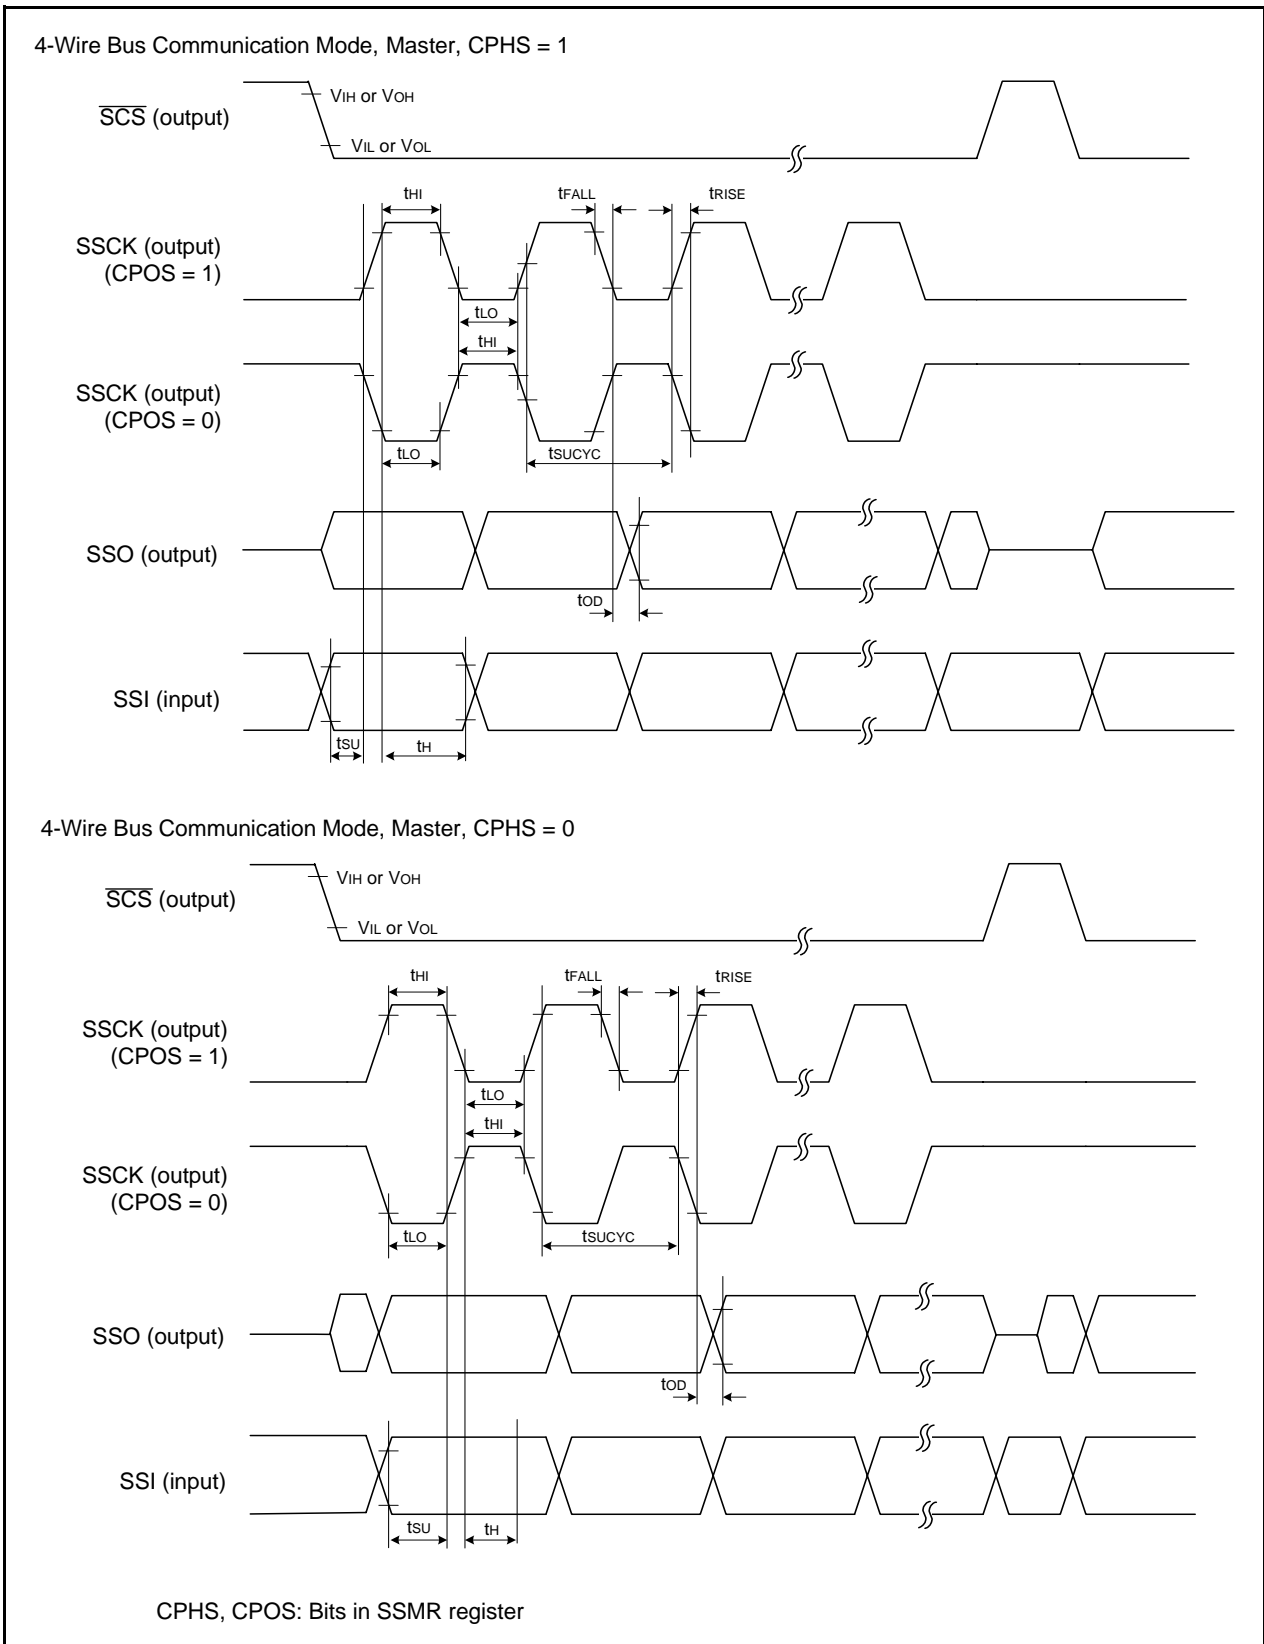 4-Wire Bus Communication Mode, Master, CPHS = 1
SCS (output)
VIH or VOH
VIL or VOL
tHI
tFALL
tRISE
SSCK (output)
(CPOS = 1)
tLO
tHI
SSCK (output)
(CPOS = 0)
tLO
tSUCYC
SSO (output)
tOD
SSI (input)
tSU
tH
4-Wire Bus Communication Mode, Master, CPHS = 0
SCS (output)
VIH or VOH
VIL or VOL
tHI
tFALL
tRISE
SSCK (output)
(CPOS = 1)
tLO
tHI
SSCK (output)
(CPOS = 0)
tLO
tSUCYC
SSO (output)
tOD
SSI (input)
tSU
tH
CPHS, CPOS: Bits in SSMR register